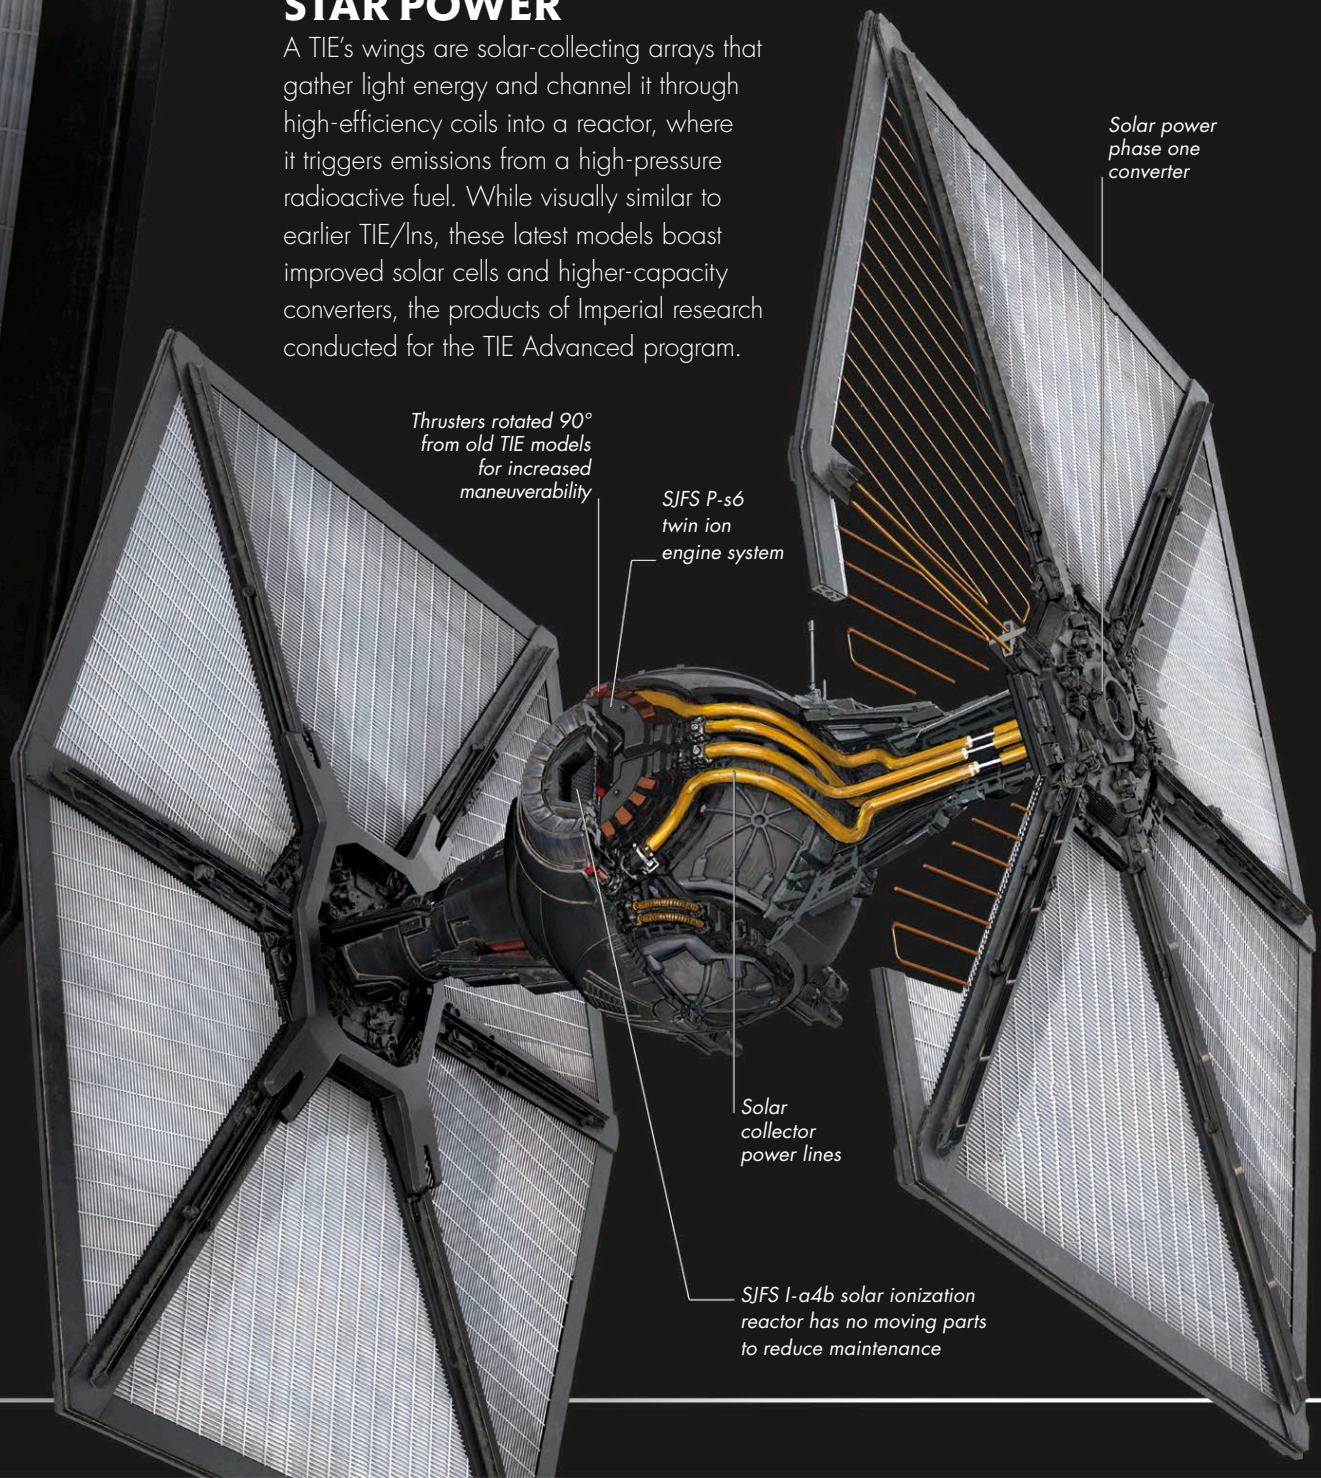 STAR POWER
A TIE’s wings are solar-collecting arrays that
gather light energy and channel it through
high-efficiency coils into a reactor, where
it triggers emissions from a high-pressure
radioactive fuel. While visually similar to
earlier TIE/lns, these latest models boast
improved solar cells and higher-capacity
converters, the products of Imperial research
conducted for the TIE Advanced program.
Solar power
phase one
converter
Thrusters rotated 90°
from old TIE models
for increased
maneuverability
SJFS P-s6
twin ion
engine system
Solar
collector
power lines
SJFS I-a4b solar ionization
reactor has no moving parts
to reduce maintenance